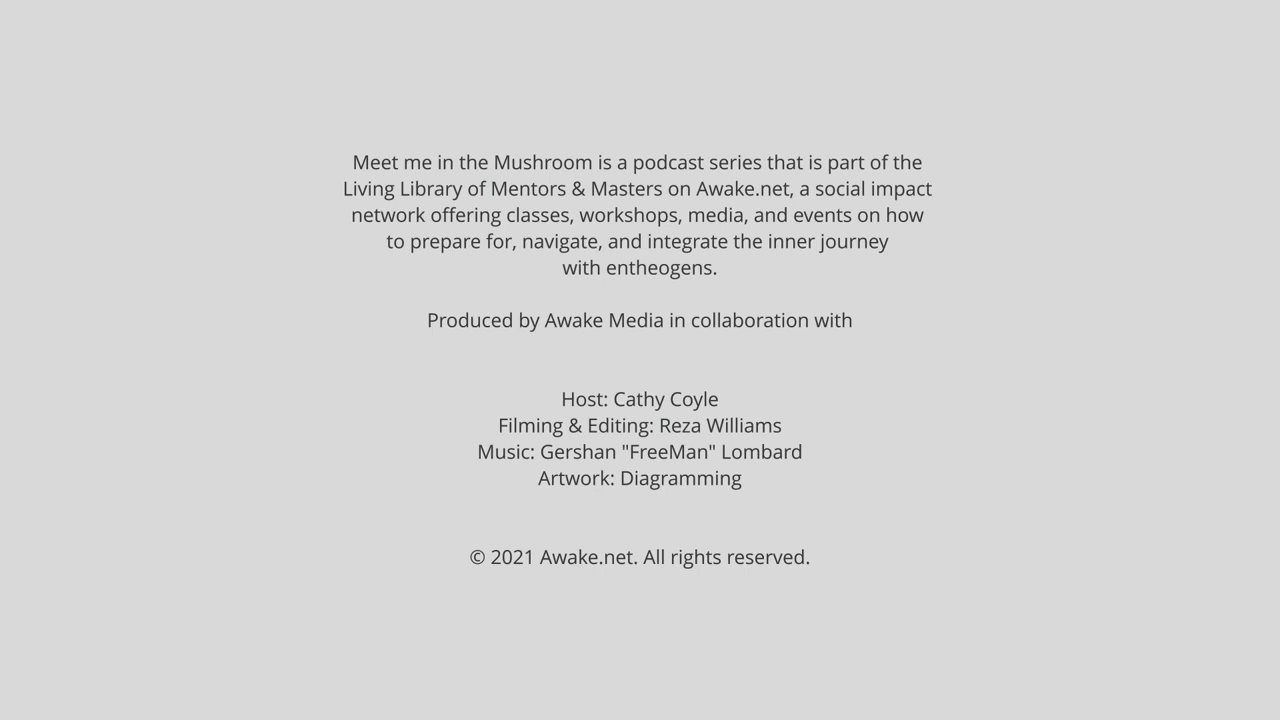 Meet me in the Mushroom is a podcast series that is part of the
Living Library of Mentors & Masters on Awake.net, a social impact
network offering classes, workshops, media, and events on how
to prepare for, navigate, and integrate the inner journey
with entheogens.
Produced by Awake Media in collaboration with
Host: Cathy Coyle
Filming & Editing: Reza Williams
Music: Gershan "FreeMan" Lombard
Artwork: Diagramming
© 2021 Awake.net. All rights reserved.